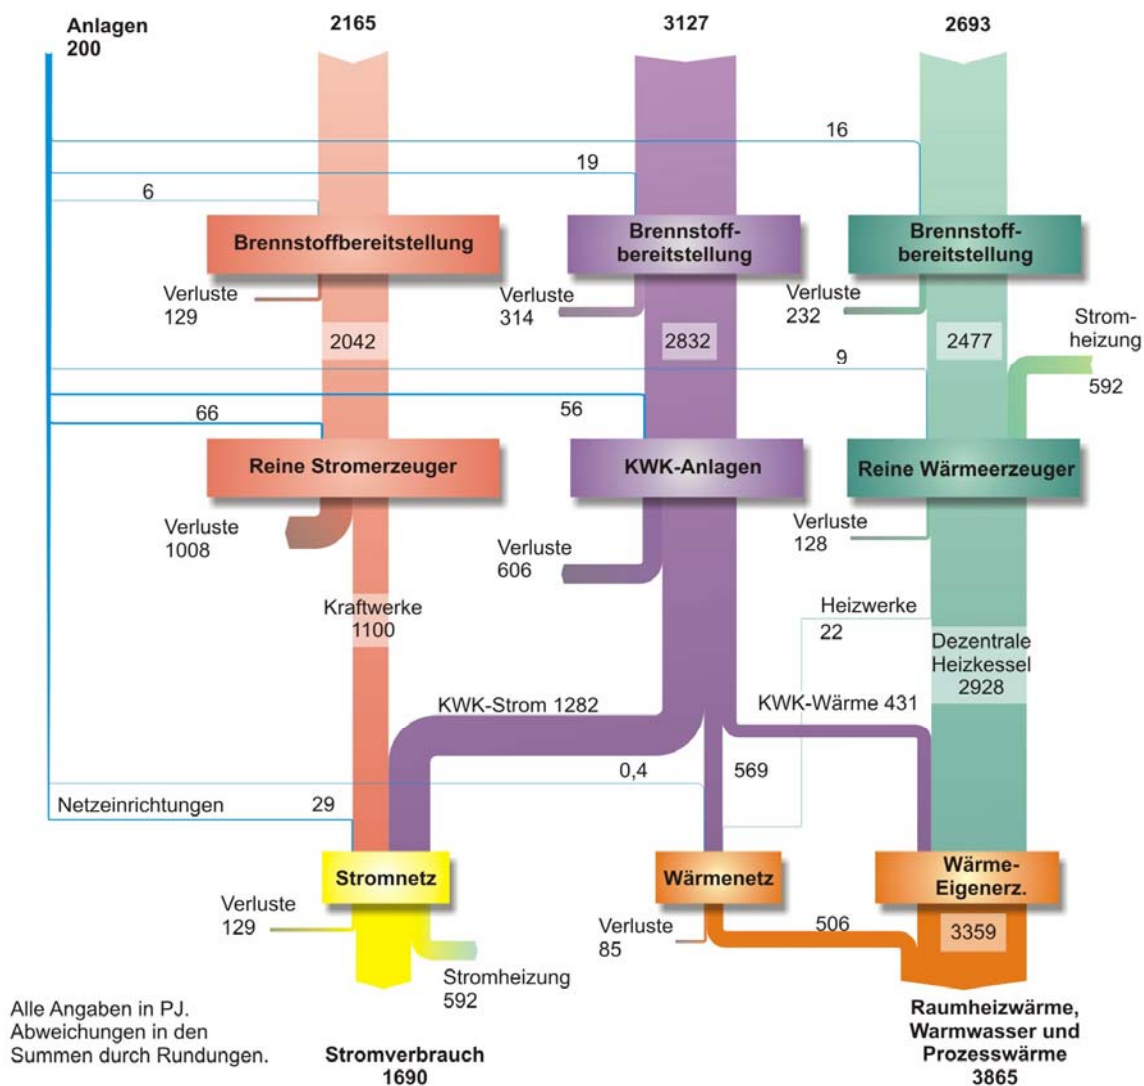 Anlagen
200
2165
3127
2693
16
19
6
Brennstoffbereitstellung
Brennstoff-
bereitstellung
Brennstoff-
bereitstellung
Verluste
129
Verluste
314
Verluste
232
Strom-
heizung
592
2042
2832
2477
9
66
56
Reine Stromerzeuger
KWK-Anlagen
Reine Wärmeerzeuger
Verluste
1008
Verluste
606
Verluste
128
Kraftwerke
1100
Heizwerke
22
Dezentrale
Heizkessel
2928
KWK-Strom 1282
KWK-Wärme 431
0,4
569
Netzeinrichtungen
29
Stromnetz
Wärmenetz
Wärme-
Eigenerz.
Verluste
129
Verluste
85
506
3359
Stromheizung
592
Alle Angaben in PJ.
Abweichungen in den
Summen durch Rundungen.
Stromverbrauch
1690
Raumheizwärme,
Warmwasser und
Prozesswärme
3865